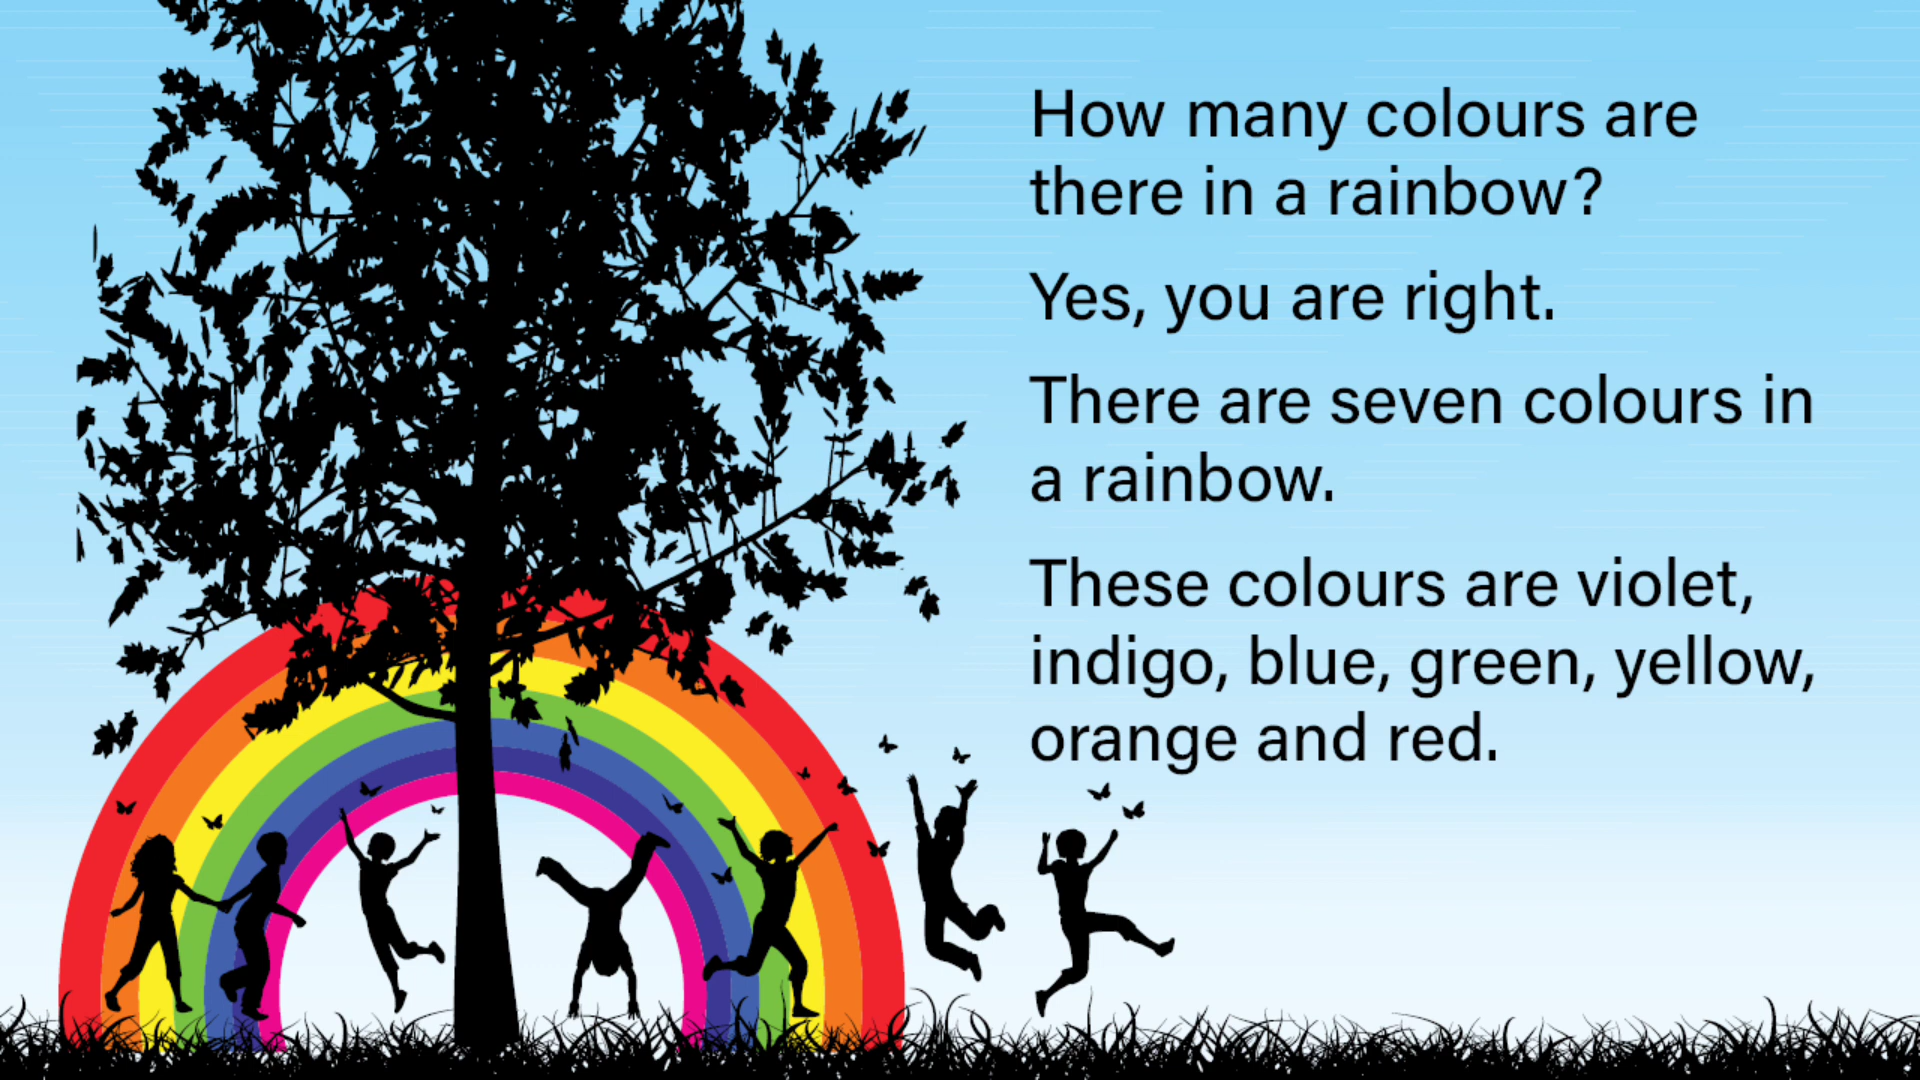 How many colours are
there in a rainbow?
Yes, you are right.
There are seven colours in
a rainbow.
These colours are violet,
indigo, blue, green, yellow,
orange and red.